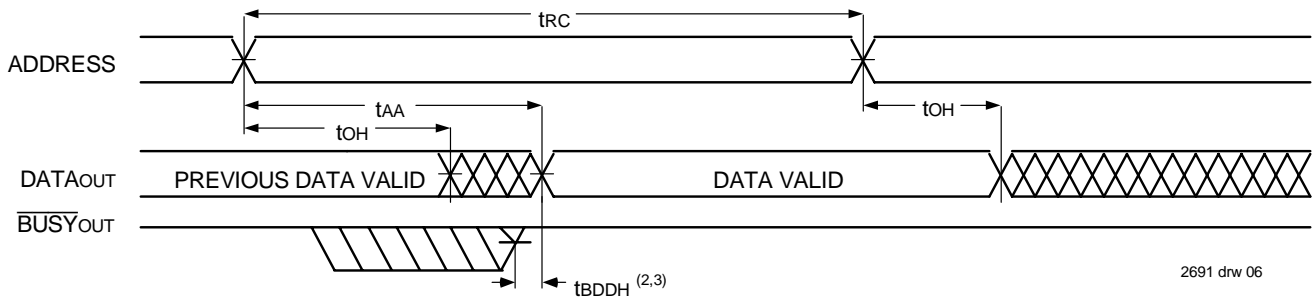 tRC
ADDRESS
tAA
tOH
tOH
DATAOUT
PREVIOUS DATA VALID
DATA VALID
BUSYOUT
tBDDH (2,3)
2691 drw 06